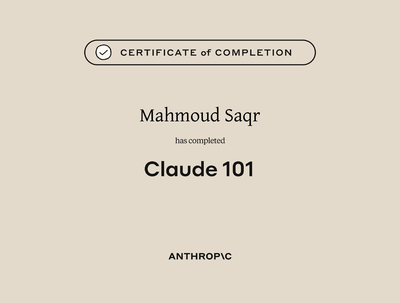 CERTIFICATE of COMPLETION
Mahmoud Saqr
has completed
Claude 101
ANTHROP\C